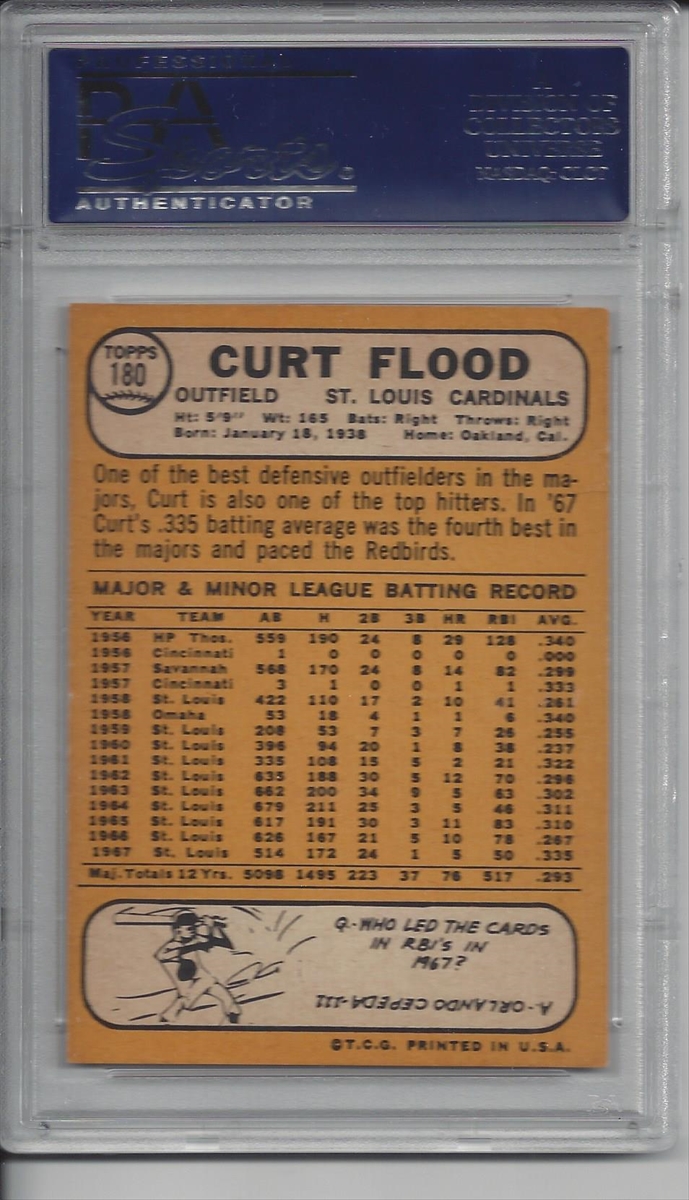 PROFESSIONAL
PSA
Sports
AUTHENTICATOR
A
DIVISION OF
COLLECTORS
UNIVERSE
NASDAQ: CLCT
TOPPS
180
CURT FLOOD
OUTFIELD ST. LOUIS CARDINALS
Ht: 5'9" Wt: 165 Bats: Right Throws: Right
Born: January 18, 1938 Home: Oakland, Cal.
One of the best defensive outfielders in the ma-
jors, Curt is also one of the top hitters. In '67
Curt's .335 batting average was the fourth best in
the majors and paced the Redbirds.
MAJOR & MINOR LEAGUE BATTING RECORD
YEAR TEAM AB H 2B 3B HR RBI AVG.
1956 HP Thos. 559 190 24 8 29 128 .340
1956 Cincinnati 1 0 0 0 0 0 .000
1957 Savannah 568 170 24 8 14 82 .299
1957 Cincinnati 3 1 0 0 1 1 .333
1958 St. Louis 422 110 17 2 10 41 .261
1958 Omaha 53 18 4 1 1 6 .340
1959 St. Louis 208 53 7 3 7 26 .255
1960 St. Louis 396 94 20 1 8 38 .237
1961 St. Louis 335 108 15 5 2 21 .322
1962 St. Louis 635 188 30 5 12 70 .296
1963 St. Louis 662 200 34 9 5 63 .302
1964 St. Louis 679 211 25 3 5 46 .311
1965 St. Louis 617 191 30 3 11 83 .310
1966 St. Louis 626 167 21 5 10 78 .267
1967 St. Louis 514 172 24 1 5 50 .335
Maj. Totals 12 Yrs. 5098 1495 223 37 76 517 .293
Q-WHO LED THE CARDS
IN RBI'S IN
1967?
A-ORLANDO CEPEDA-111
©T.C.G. PRINTED IN U.S.A.